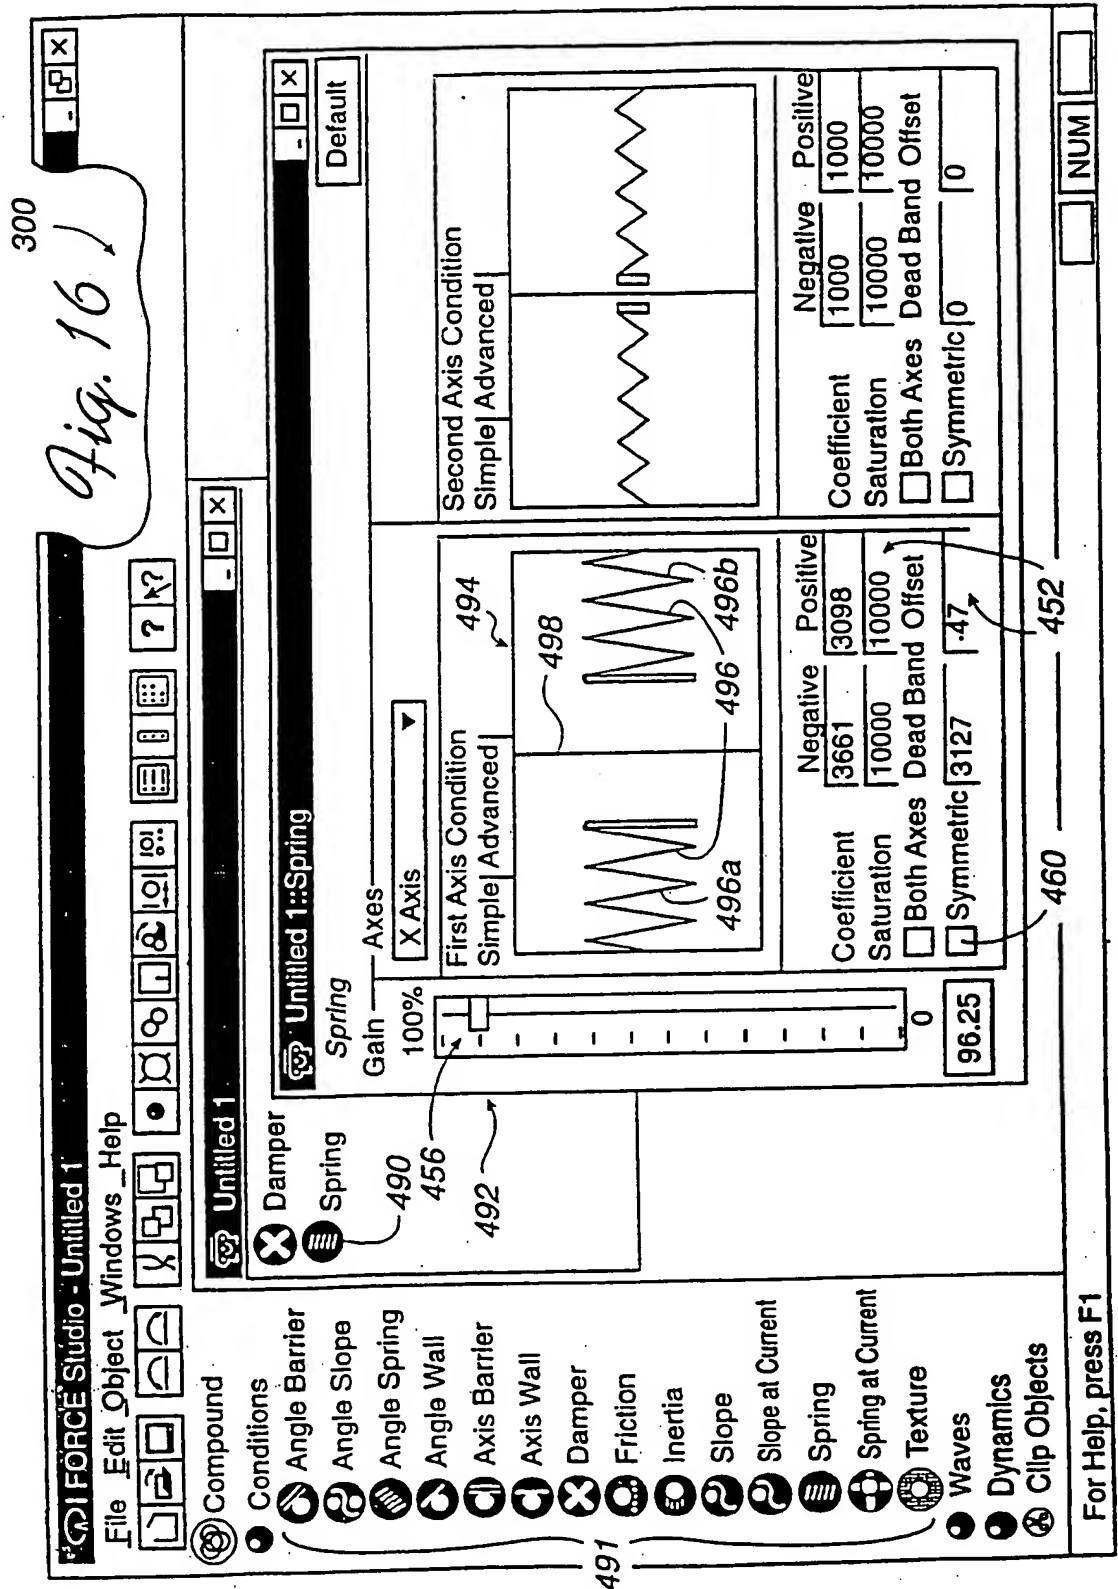 Fig. 16
300
I FORCE Studio - Untitled 1
File Edit Object Windows Help
Compound
Conditions
Angle Barrier
Angle Slope
Angle Spring
Angle Wall
Axis Barrier
Axis Wall
Damper
Friction
Inertia
Slope
Slope at Current
Spring
Spring at Current
Texture
Waves
Dynamics
Clip Objects
491
Untitled 1
Damper
Spring
490
456
492
Untitled 1::Spring
Spring
Default
Gain
100%
0
96.25
Axes
X Axis
First Axis Condition
Simple Advanced
494
498
496a
496
496b
Negative Positive
Coefficient 3661 3098
Saturation 10000 10000
Both Axes Dead Band Offset
Symmetric 3127 -47
Second Axis Condition
Simple Advanced
Negative Positive
Coefficient 1000 1000
Saturation 10000 10000
Both Axes Dead Band Offset
Symmetric 0 0
460
452
For Help, press F1
NUM